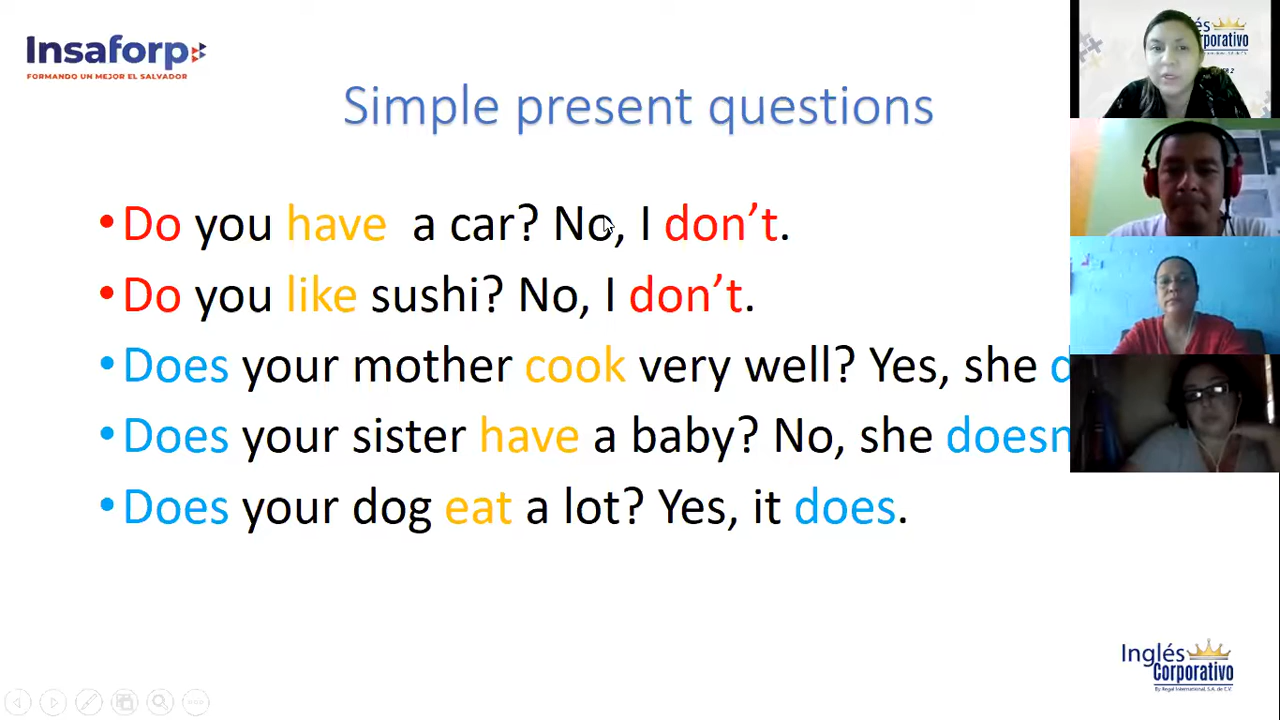 Insaforp
FORMANDO UN MEJOR EL SALVADOR
Simple present questions
• Do you have a car? No, I don’t.
• Do you like sushi? No, I don’t.
• Does your mother cook very well? Yes, she
• Does your sister have a baby? No, she doesn
• Does your dog eat a lot? Yes, it does.
Inglés
Corporativo
By Regal International, S.A. de C.V.